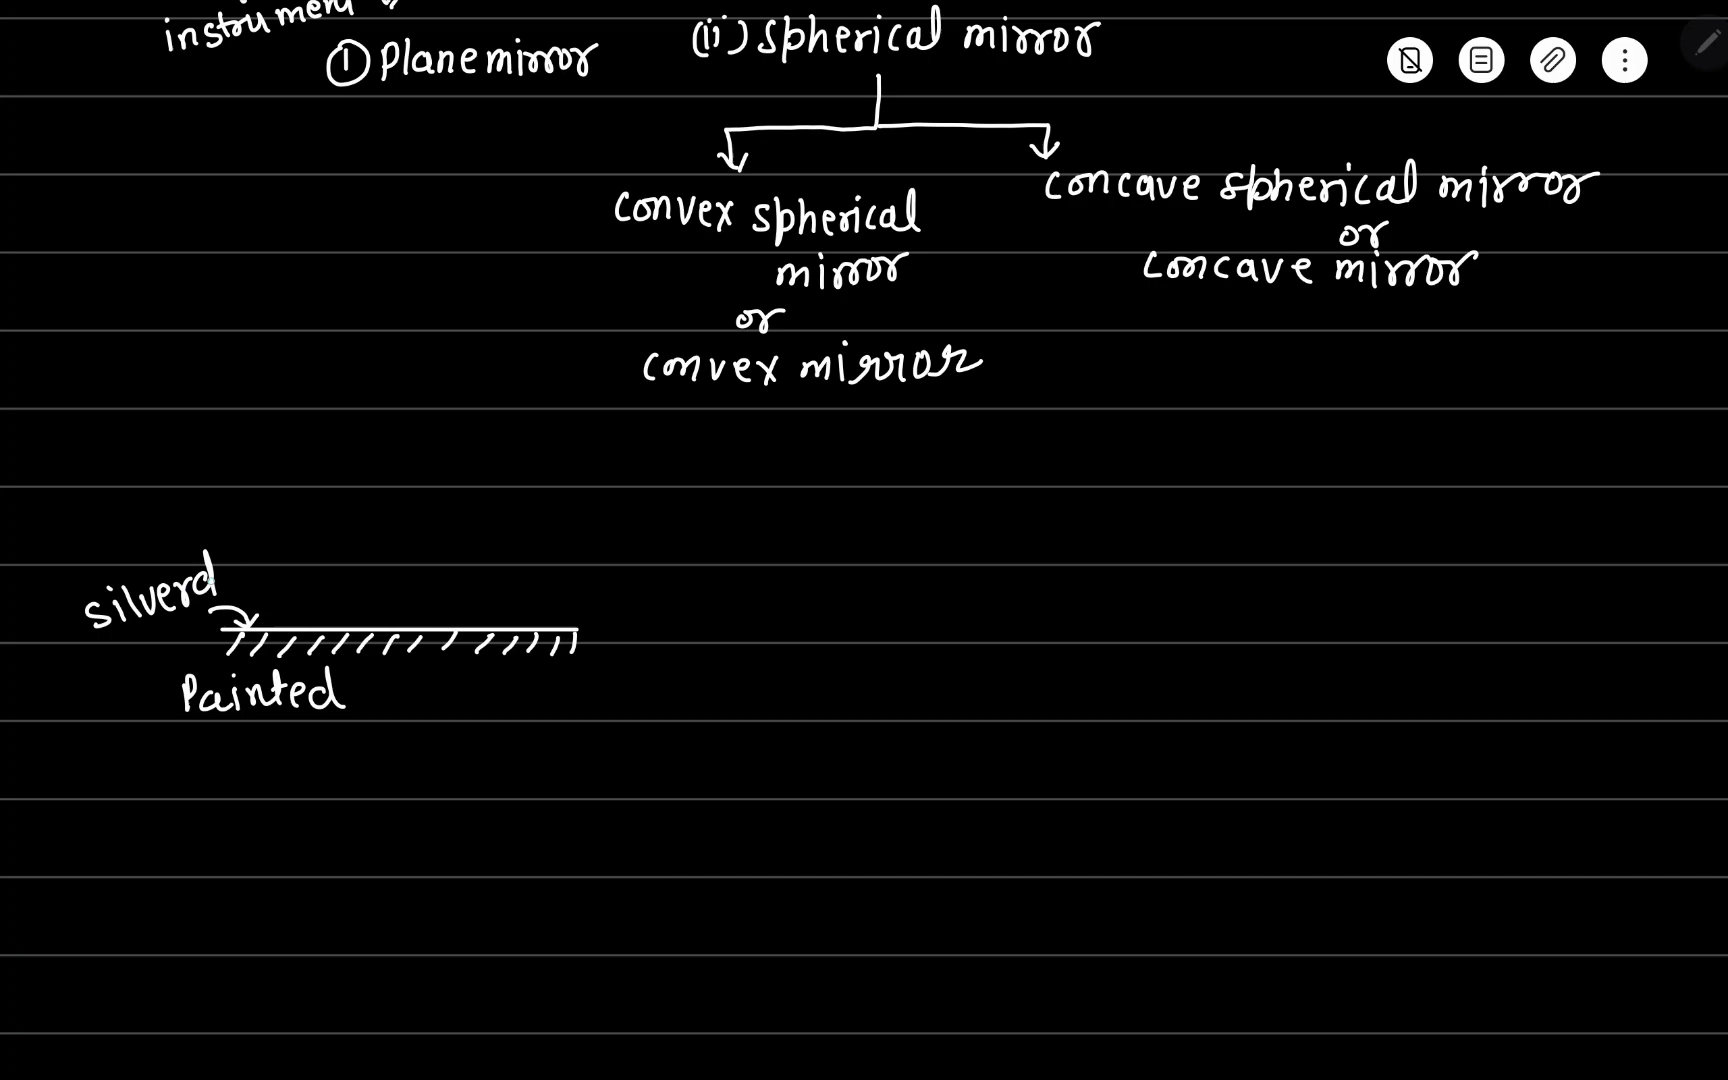 instrument
① Plane mirror
(ii) spherical mirror
convex spherical
mirror
or
convex mirror
concave spherical mirror
or
concave mirror
silverd
Painted